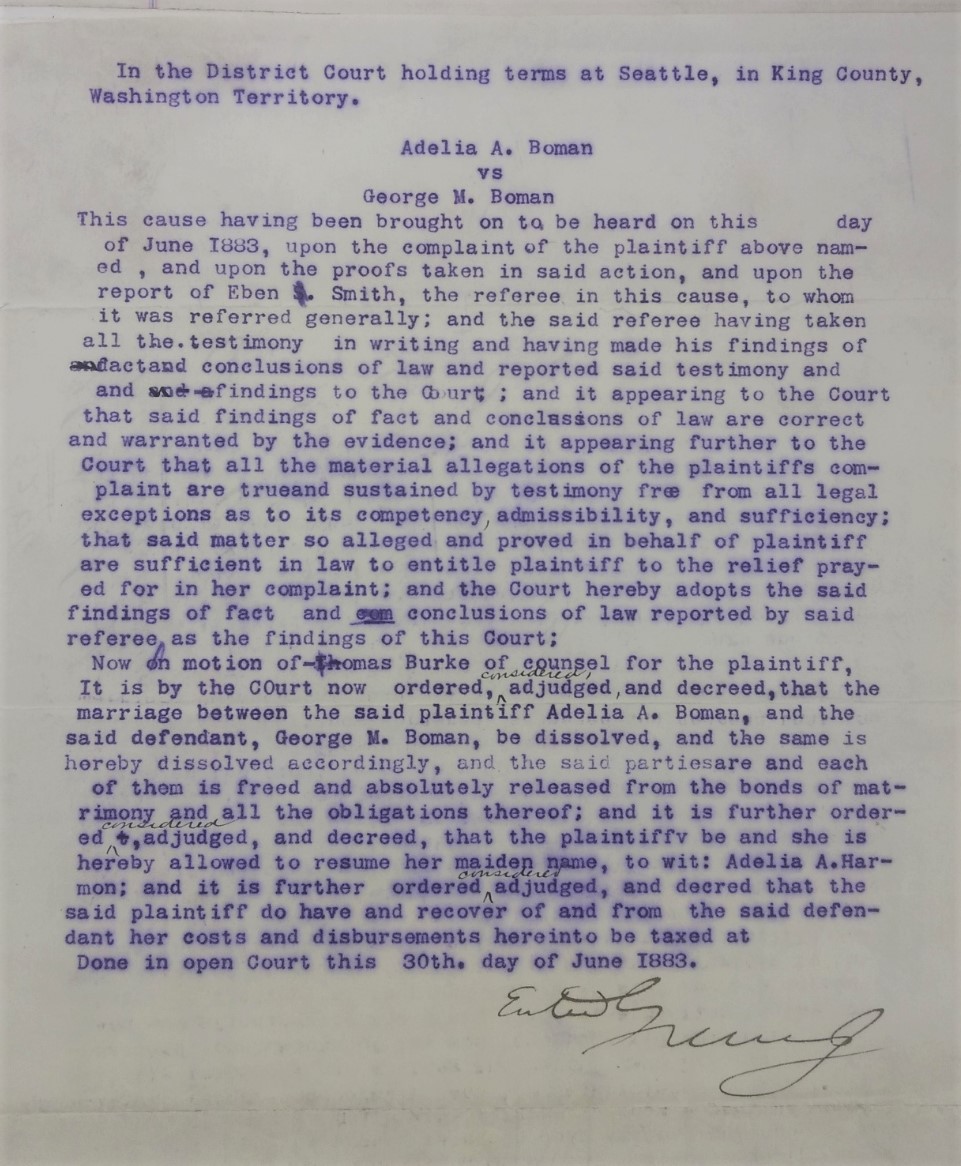 In the District Court holding terms at Seattle, in King County,
Washington Territory.
Adelia A. Boman
vs
George M. Boman
This cause having been brought on to be heard on this day
of June I883, upon the complaint of the plaintiff above nam-
ed , and upon the proofs taken in said action, and upon the
report of Eben S. Smith, the referee in this cause, to whom
it was referred generally; and the said referee having taken
all the.testimony in writing and having made his findings of
factand conclusions of law and reported said testimony and
and findings to the Court; ; and it appearing to the Court
that said findings of fact and conclusions of law are correct
and warranted by the evidence; and it appearing further to the
Court that all the material allegations of the plaintiffs com-
plaint are trueand sustained by testimony free from all legal
exceptions as to its competency, admissibility, and sufficiency;
that said matter so alleged and proved in behalf of plaintiff
are sufficient in law to entitle plaintiff to the relief pray-
ed for in her complaint; and the Court hereby adopts the said
findings of fact and com conclusions of law reported by said
referee, as the findings of this Court;
Now on motion of Thomas Burke of counsel for the plaintiff,
considered,
It is by the COurt now ordered, adjudged, and decreed, that the
marriage between the said plaintiff Adelia A. Boman, and the
said defendant, George M. Boman, be dissolved, and the same is
hereby dissolved accordingly, and the said partiesare and each
of them is freed and absolutely released from the bonds of mat-
rimony and all the obligations thereof; and it is further order-
considered
ed ,adjudged, and decreed, that the plaintiffv be and she is
hereby allowed to resume her maiden name, to wit: Adelia A.Har-
considered
mon; and it is further ordered adjudged, and decred that the
said plaintiff do have and recover of and from the said defen-
dant her costs and disbursements hereinto be taxed at
Done in open Court this 30th. day of June I883.